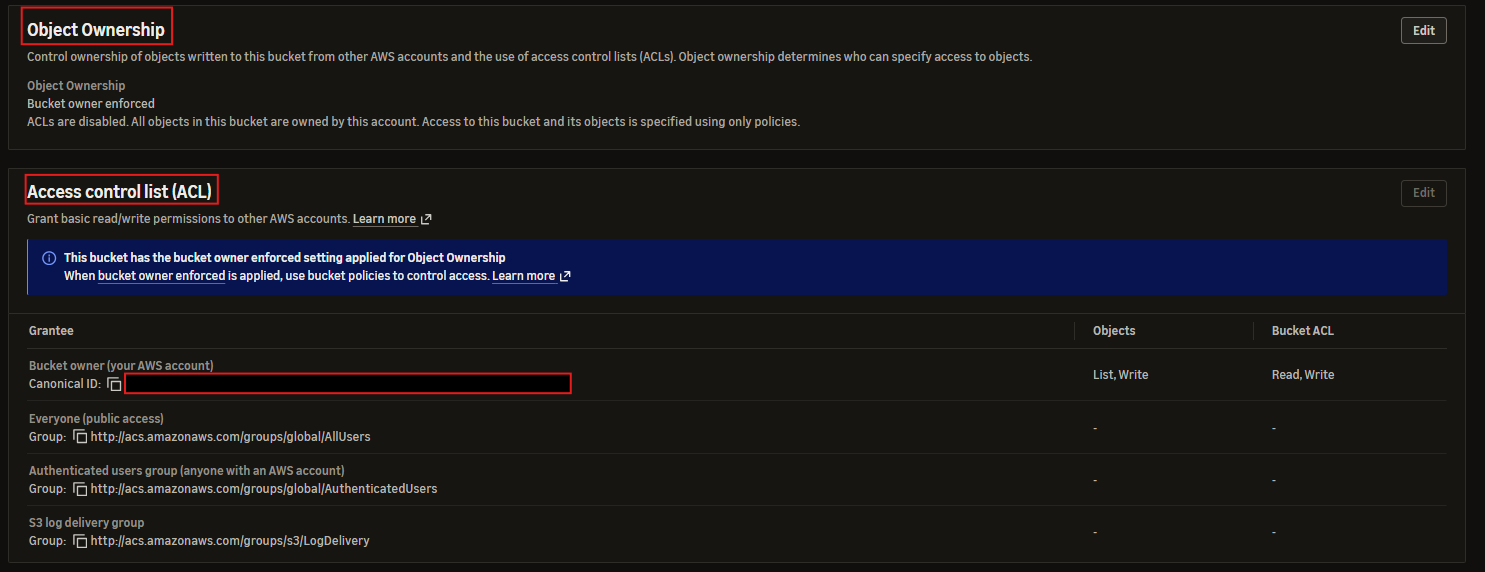 Object Ownership
Edit
Control ownership of objects written to this bucket from other AWS accounts and the use of access control lists (ACLs). Object ownership determines who can specify access to objects.
Object Ownership
Bucket owner enforced
ACLs are disabled. All objects in this bucket are owned by this account. Access to this bucket and its objects is specified using only policies.
Access control list (ACL)
Edit
Grant basic read/write permissions to other AWS accounts. Learn more
This bucket has the bucket owner enforced setting applied for Object Ownership
When bucket owner enforced is applied, use bucket policies to control access. Learn more
Grantee Objects Bucket ACL
Bucket owner (your AWS account)
Canonical ID:
List, Write Read, Write
Everyone (public access)
Group: http://acs.amazonaws.com/groups/global/AllUsers
- -
Authenticated users group (anyone with an AWS account)
Group: http://acs.amazonaws.com/groups/global/AuthenticatedUsers
- -
S3 log delivery group
Group: http://acs.amazonaws.com/groups/s3/LogDelivery
- -